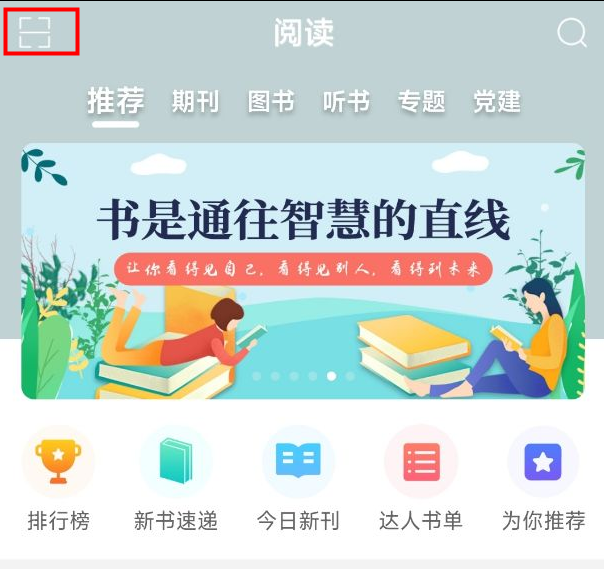 阅读
推荐 期刊 图书 听书 专题 党建
书是通往智慧的直线
让你看得见自己，看得见别人，看得到未来
排行榜 新书速递 今日新刊 达人书单 为你推荐